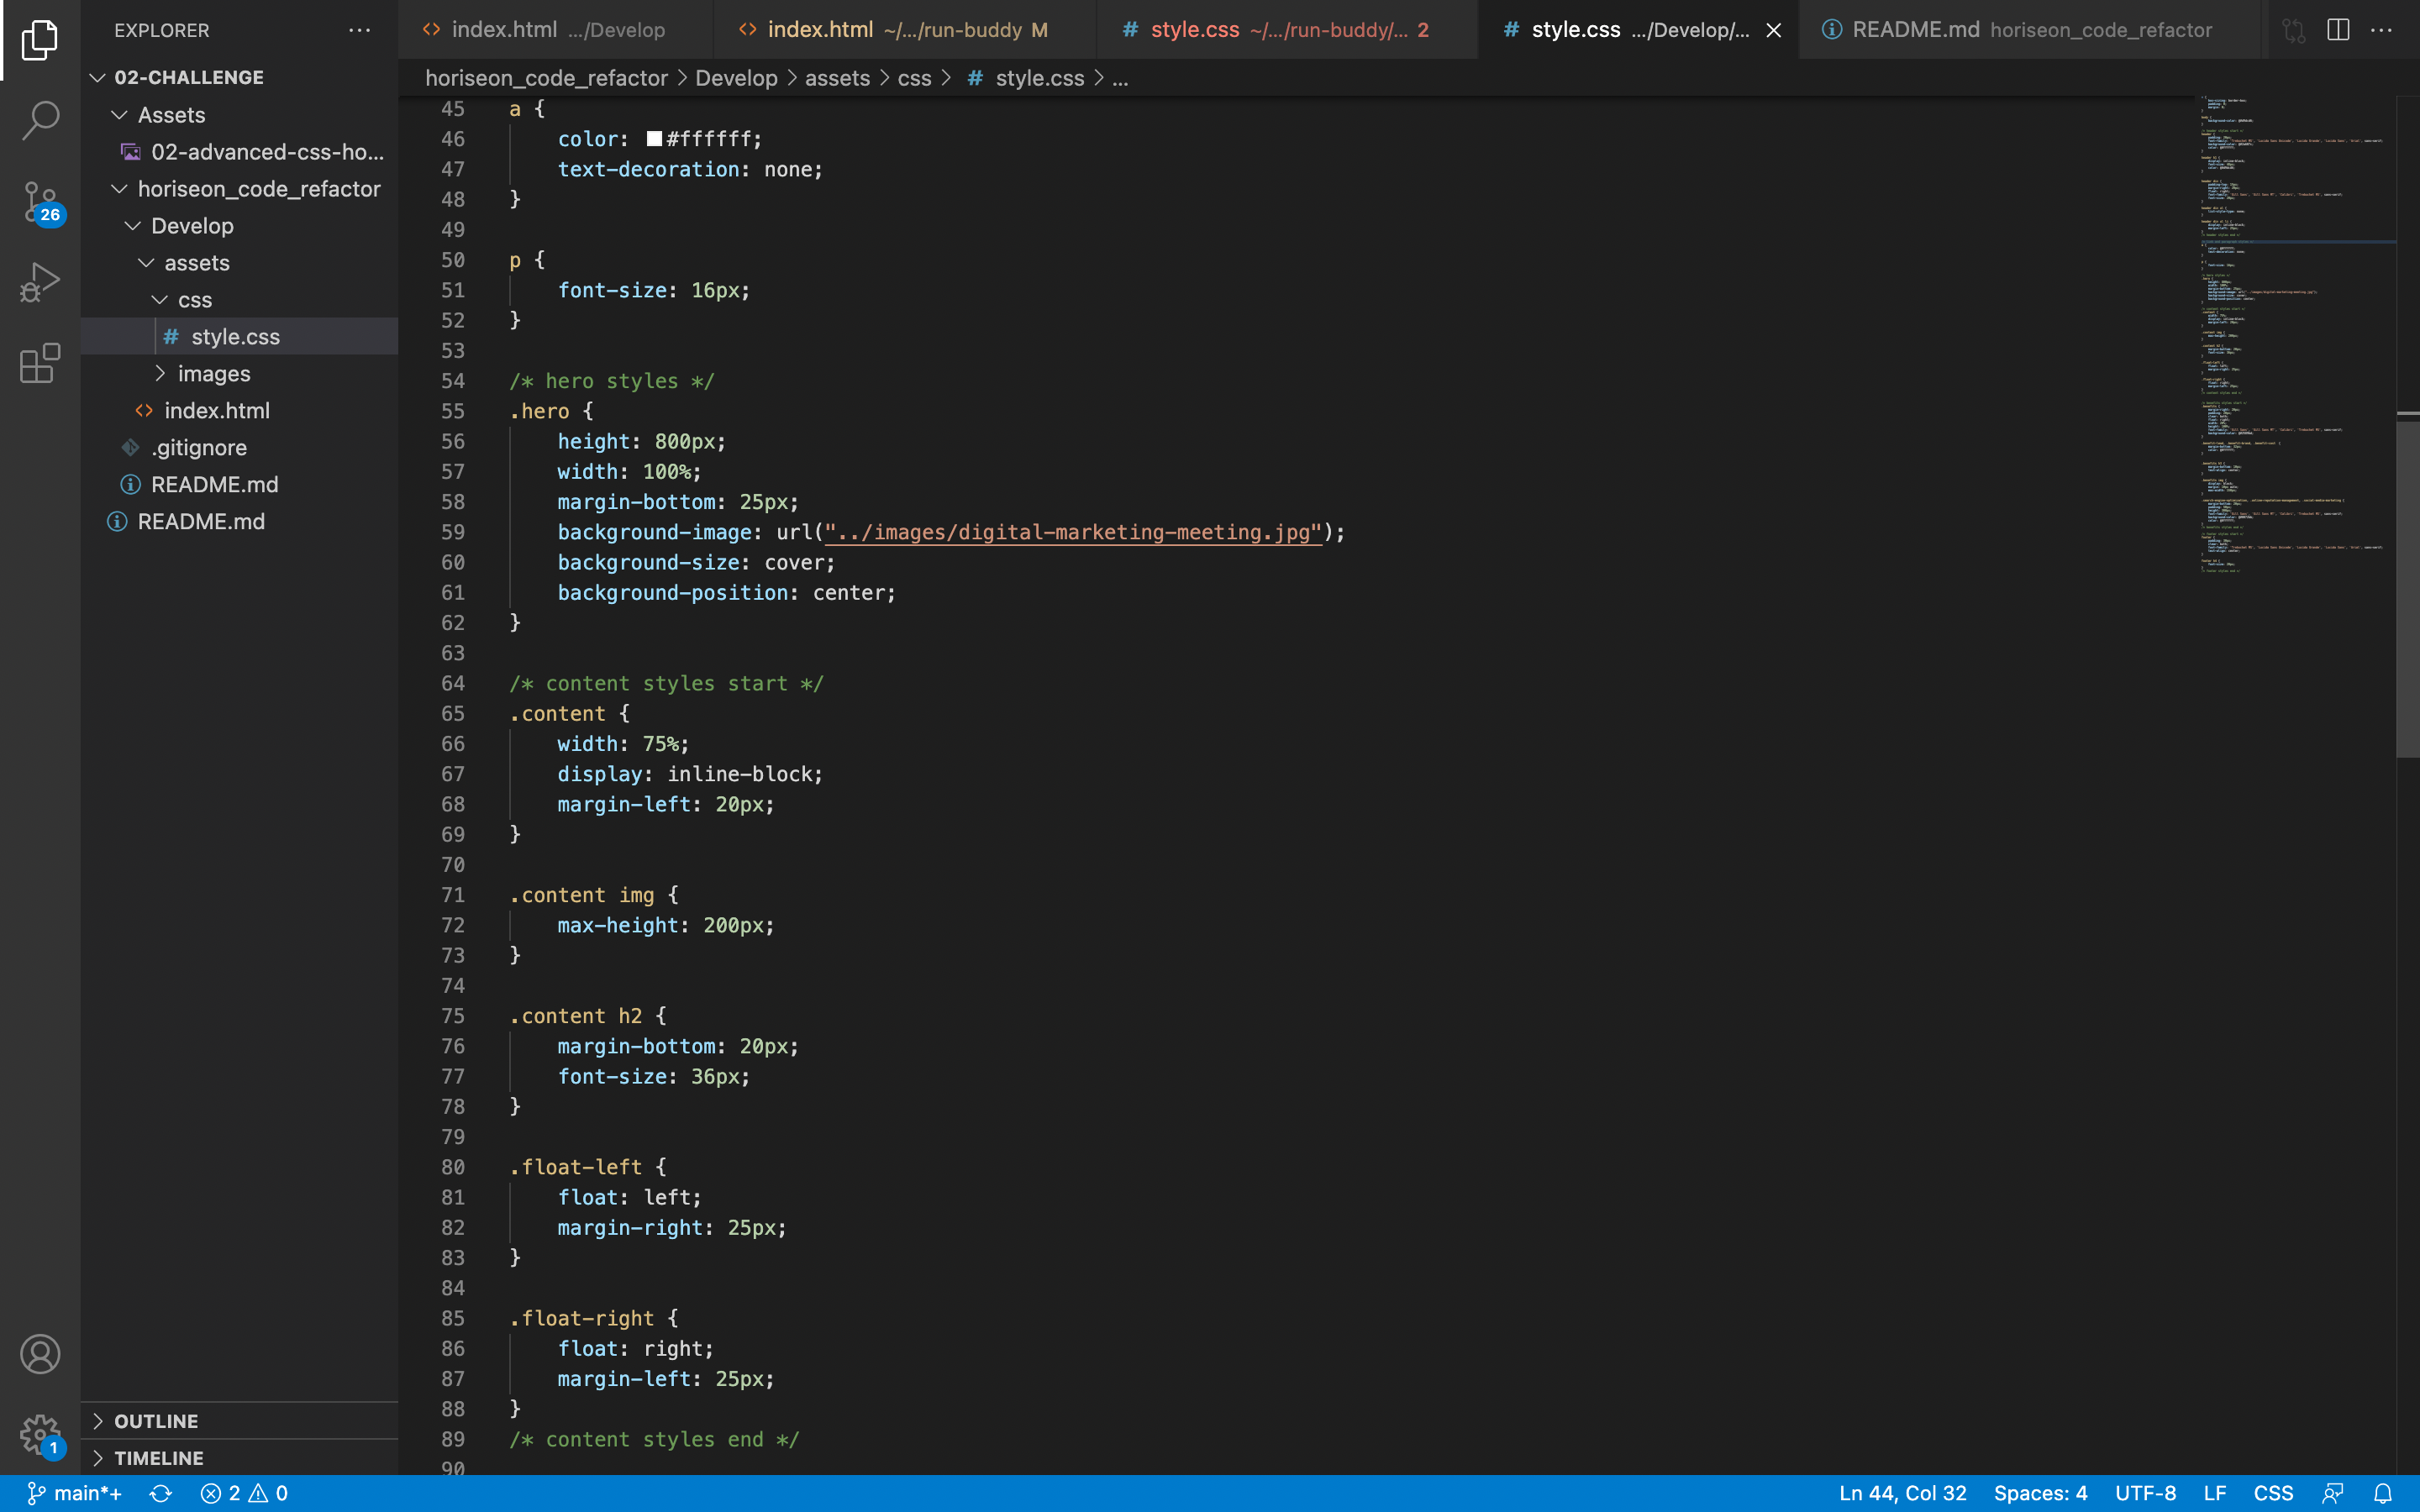 EXPLORER
02-CHALLENGE
Assets
02-advanced-css-ho...
horiseon_code_refactor
Develop
assets
css
# style.css
images
<> index.html
.gitignore
README.md
README.md
OUTLINE
TIMELINE
26
1
<> index.html .../Develop
<> index.html ~/.../run-buddy M
# style.css ~/.../run-buddy/... 2
# style.css .../Develop/...
README.md horiseon_code_refactor
horiseon_code_refactor > Develop > assets > css > # style.css > ...
45 a {
46 color: #ffffff;
47 text-decoration: none;
48 }
49
50 p {
51 font-size: 16px;
52 }
53
54 /* hero styles */
55 .hero {
56 height: 800px;
57 width: 100%;
58 margin-bottom: 25px;
59 background-image: url("../images/digital-marketing-meeting.jpg");
60 background-size: cover;
61 background-position: center;
62 }
63
64 /* content styles start */
65 .content {
66 width: 75%;
67 display: inline-block;
68 margin-left: 20px;
69 }
70
71 .content img {
72 max-height: 200px;
73 }
74
75 .content h2 {
76 margin-bottom: 20px;
77 font-size: 36px;
78 }
79
80 .float-left {
81 float: left;
82 margin-right: 25px;
83 }
84
85 .float-right {
86 float: right;
87 margin-left: 25px;
88 }
89 /* content styles end */
90
main*+ 2 0 Ln 44, Col 32 Spaces: 4 UTF-8 LF CSS